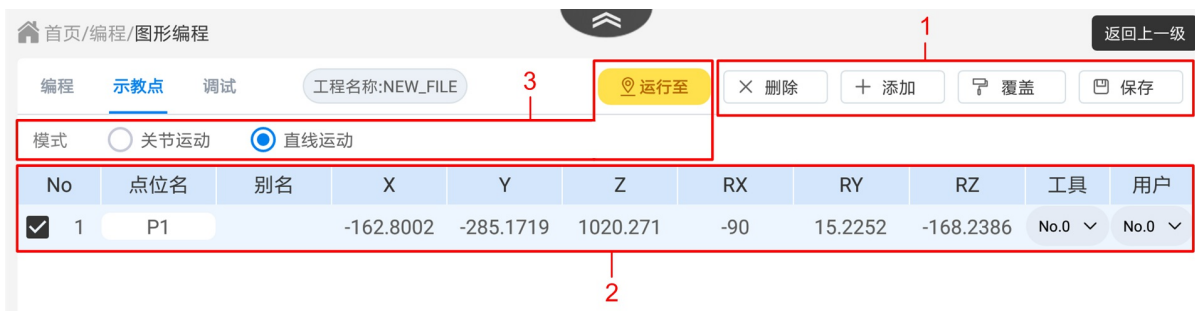 首页/编程/图形编程
1
返回上一级
编程 示教点 调试 工程名称:NEW_FILE 3 运行至 删除 添加 覆盖 保存
模式 关节运动 直线运动
No 点位名 别名 X Y Z RX RY RZ 工具 用户
1 P1 -162.8002 -285.1719 1020.271 -90 15.2252 -168.2386 No.0 No.0
2